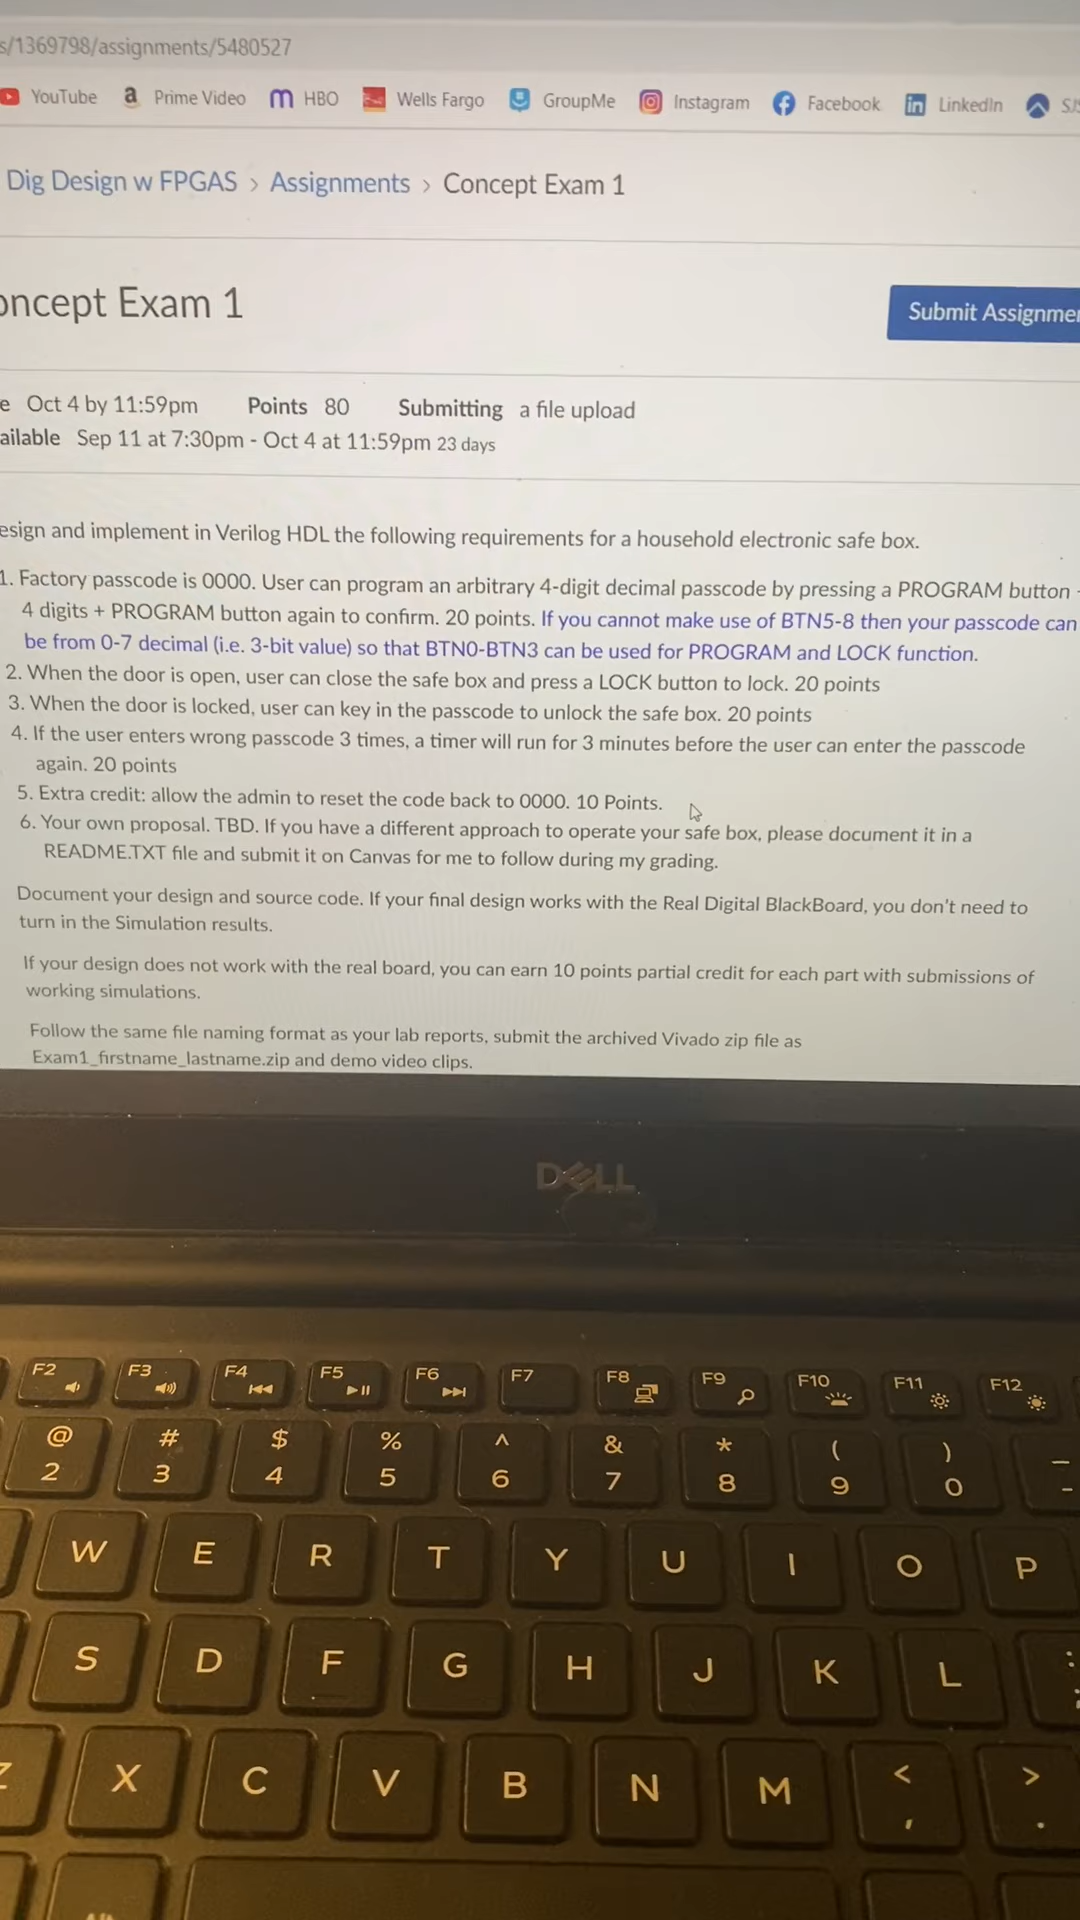 s/1369798/assignments/5480527
YouTube a Prime Video HBO Wells Fargo GroupMe Instagram Facebook in LinkedIn
Dig Design w FPGAS > Assignments > Concept Exam 1
oncept Exam 1
Submit Assignme
e Oct 4 by 11:59pm Points 80 Submitting a file upload
ailable Sep 11 at 7:30pm - Oct 4 at 11:59pm 23 days
esign and implement in Verilog HDL the following requirements for a household electronic safe box.
1. Factory passcode is 0000. User can program an arbitrary 4-digit decimal passcode by pressing a PROGRAM button
4 digits + PROGRAM button again to confirm. 20 points. If you cannot make use of BTN5-8 then your passcode can
be from 0-7 decimal (i.e. 3-bit value) so that BTN0-BTN3 can be used for PROGRAM and LOCK function.
2. When the door is open, user can close the safe box and press a LOCK button to lock. 20 points
3. When the door is locked, user can key in the passcode to unlock the safe box. 20 points
4. If the user enters wrong passcode 3 times, a timer will run for 3 minutes before the user can enter the passcode
again. 20 points
5. Extra credit: allow the admin to reset the code back to 0000. 10 Points.
6. Your own proposal. TBD. If you have a different approach to operate your safe box, please document it in a
README.TXT file and submit it on Canvas for me to follow during my grading.
Document your design and source code. If your final design works with the Real Digital BlackBoard, you don't need to
turn in the Simulation results.
If your design does not work with the real board, you can earn 10 points partial credit for each part with submissions of
working simulations.
Follow the same file naming format as your lab reports, submit the archived Vivado zip file as
Exam1_firstname_lastname.zip and demo video clips.
DELL
F2 F3 F4 F5 F6 F7 F8 F9 F10 F11 F12
@ # $ % ^ & * ( ) _
2 3 4 5 6 7 8 9 0 -
W E R T Y U I O P
S D F G H J K L :
;
Z X C V B N M < >
, .